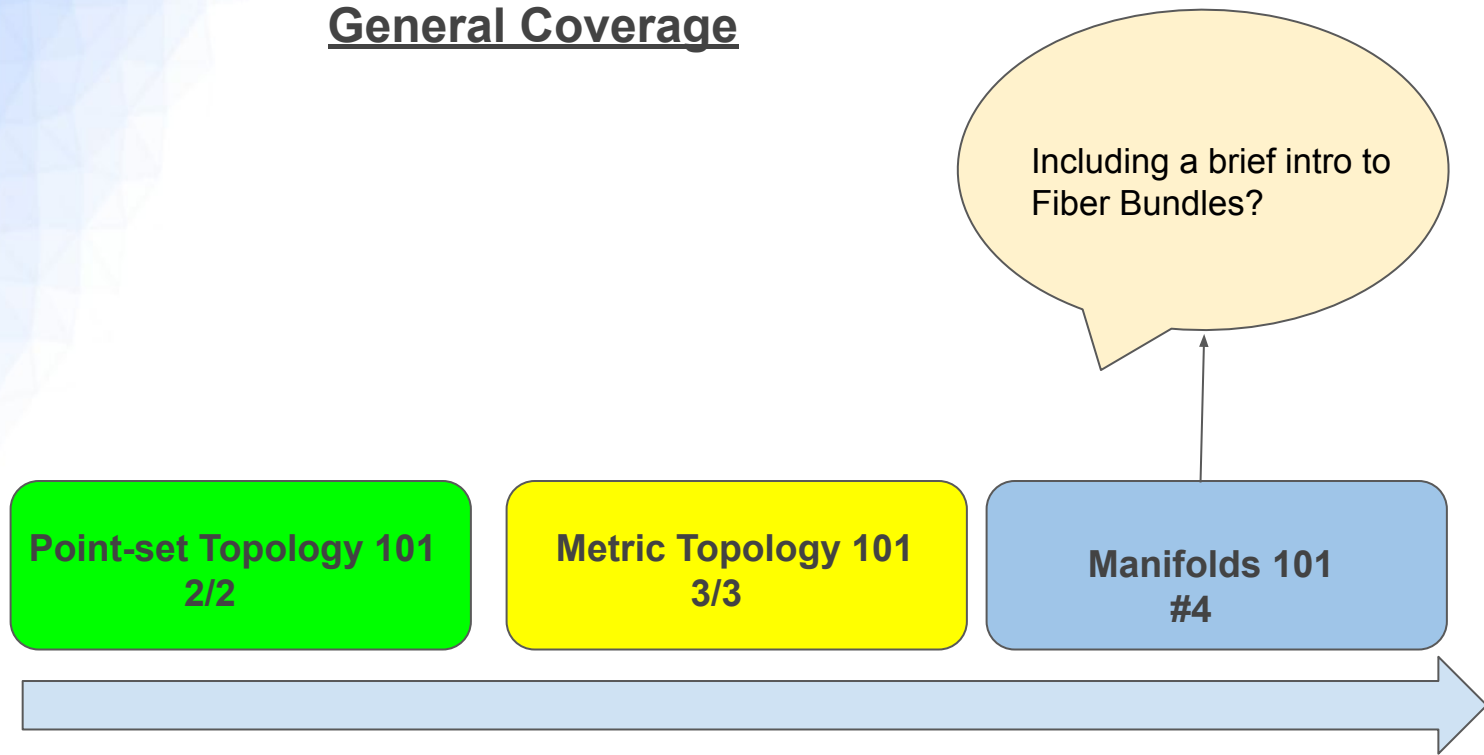 General Coverage
Including a brief intro to
Fiber Bundles?
Point-set Topology 101
2/2
Metric Topology 101
3/3
Manifolds 101
#4